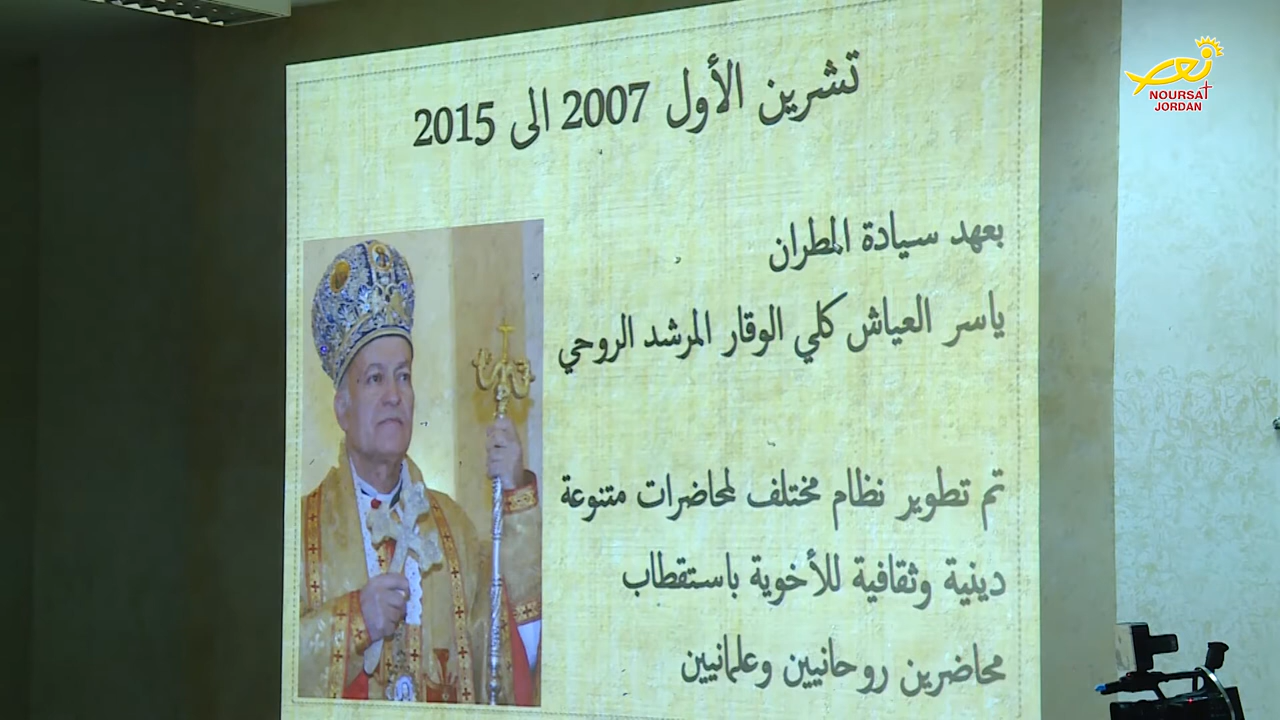 تشرين الأول 2007 الى 2015
بعهد سيادة المطران
ياسر العياش كلي الوقار المرشد الروحي
تم تطوير نظام مختلف لمحاضرات متنوعة
دينية وثقافية للأخوية باستقطاب
محاضرين روحانيين وعلمانيين
NOURSAT
JORDAN